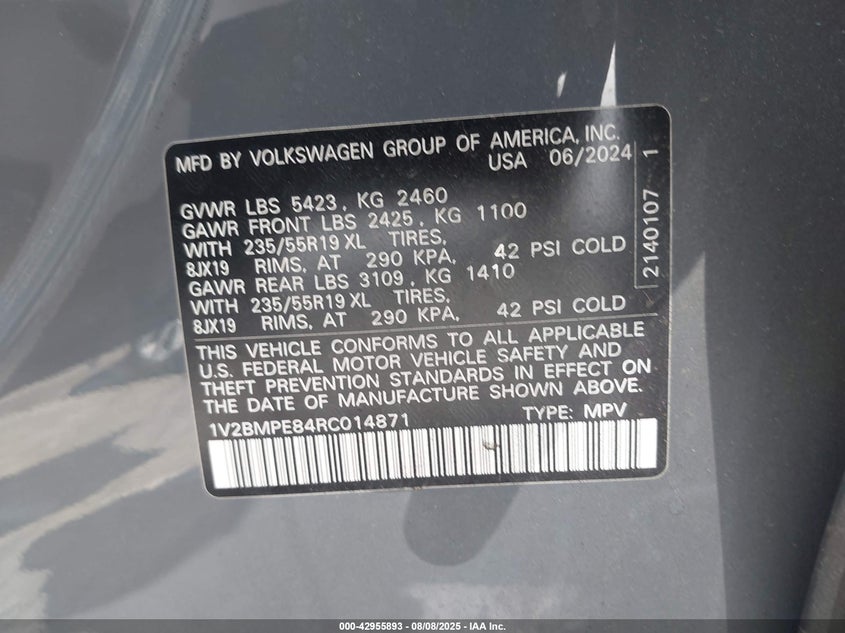 MFD BY VOLKSWAGEN GROUP OF AMERICA, INC.
USA 06/2024
GVWR LBS 5423, KG 2460
GAWR FRONT LBS 2425, KG 1100
WITH 235/55R19 XL TIRES,
8JX19 RIMS, AT 290 KPA, 42 PSI COLD
GAWR REAR LBS 3109, KG 1410
WITH 235/55R19 XL TIRES,
8JX19 RIMS, AT 290 KPA, 42 PSI COLD
2140107 1
THIS VEHICLE CONFORMS TO ALL APPLICABLE
U.S. FEDERAL MOTOR VEHICLE SAFETY AND
THEFT PREVENTION STANDARDS IN EFFECT ON
THE DATE OF MANUFACTURE SHOWN ABOVE.
1V2BMPE84RC014871 TYPE: MPV
000-42955893 - 08/08/2025 - IAA Inc.